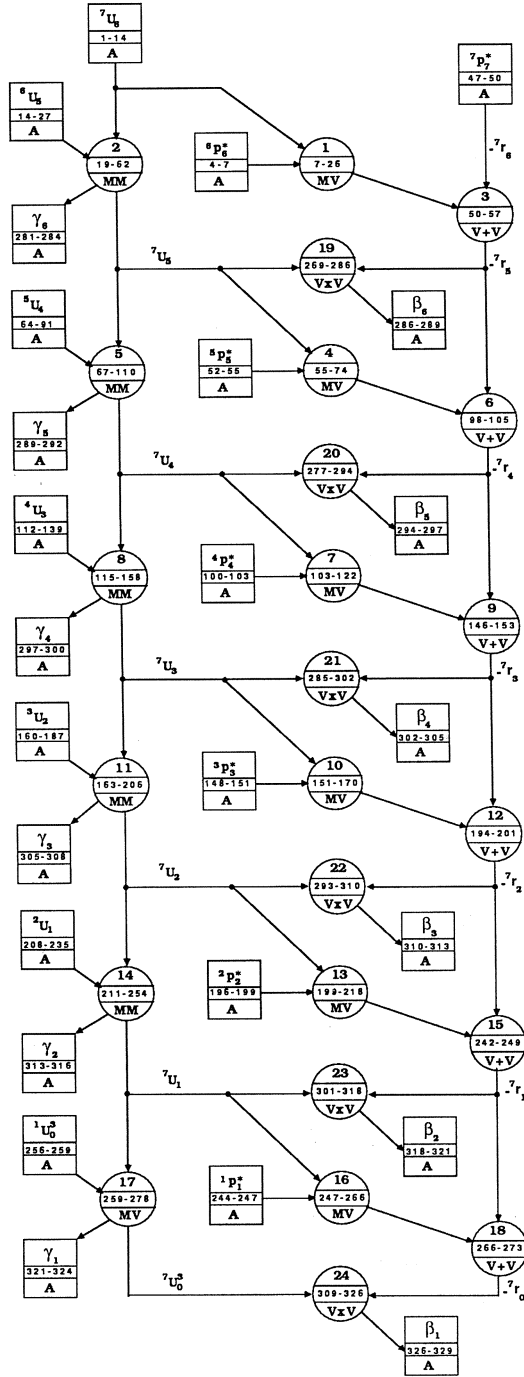 ⁷U₆
1-14
A
⁷p₇*
47-50
A
⁶U₅
14-27
A
2
19-62
MM
⁶p₆*
4-7
A
1
7-26
MV
-⁷r₆
3
50-57
V+V
γ₆
281-284
A
⁷U₅
19
269-286
VxV
-⁷r₅
β₆
286-289
A
⁵U₄
64-91
A
5
67-110
MM
⁵p₅*
52-55
A
4
55-74
MV
6
98-105
V+V
γ₅
289-292
A
⁷U₄
20
277-294
VxV
-⁷r₄
β₅
294-297
A
⁴U₃
112-139
A
8
115-158
MM
⁴p₄*
100-103
A
7
103-122
MV
9
146-153
V+V
γ₄
297-300
A
⁷U₃
21
285-302
VxV
-⁷r₃
β₄
302-305
A
³U₂
160-187
A
11
163-206
MM
³p₃*
148-151
A
10
151-170
MV
12
194-201
V+V
γ₃
305-308
A
⁷U₂
22
293-310
VxV
-⁷r₂
β₃
310-313
A
²U₁
208-235
A
14
211-254
MM
²p₂*
196-199
A
13
199-218
MV
15
242-249
V+V
γ₂
313-316
A
⁷U₁
23
301-318
VxV
-⁷r₁
β₂
318-321
A
¹U₀³
256-259
A
17
259-278
MV
¹p₁*
244-247
A
16
247-266
MV
18
266-273
V+V
γ₁
321-324
A
⁷U₀³
24
309-326
VxV
-⁷r₀
β₁
326-329
A